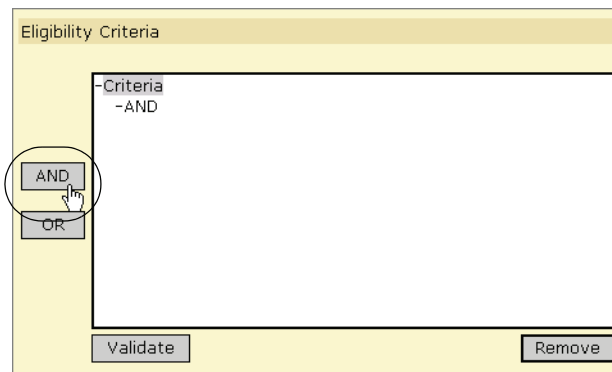 Eligibility Criteria
-Criteria
-AND
AND
OR
Validate
Remove